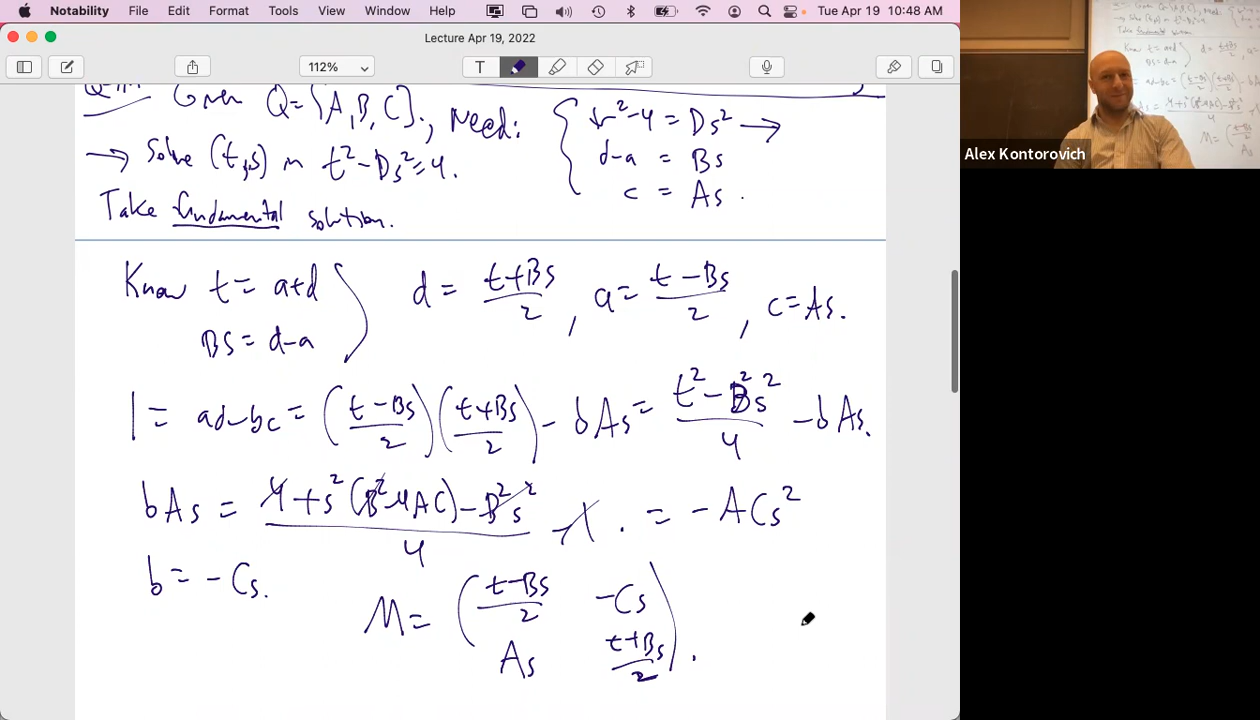 Notability File Edit Format Tools View Window Help Tue Apr 19 10:48 AM
Lecture Apr 19, 2022
112%
T
Given Q = [A, B, C], need:
t²-4 = Ds² →
→ Solve (t,s) in t²-Ds²=4.
d-a = Bs
c = As.
Take fundamental solution.
Know t = a+d
Bs = d-a
d = (t+Bs)/2, a = (t-Bs)/2, c = As.
1 = ad-bc = ((t-Bs)/2)((t+Bs)/2) - bAs = (t²-B²s²)/4 - bAs.
bAs = (4+s²(B²-4AC)-B²s²)/4 -1. = -ACs²
b = -Cs.
M = ( (t-Bs)/2 -Cs
As (t+Bs)/2 ).
Alex Kontorovich